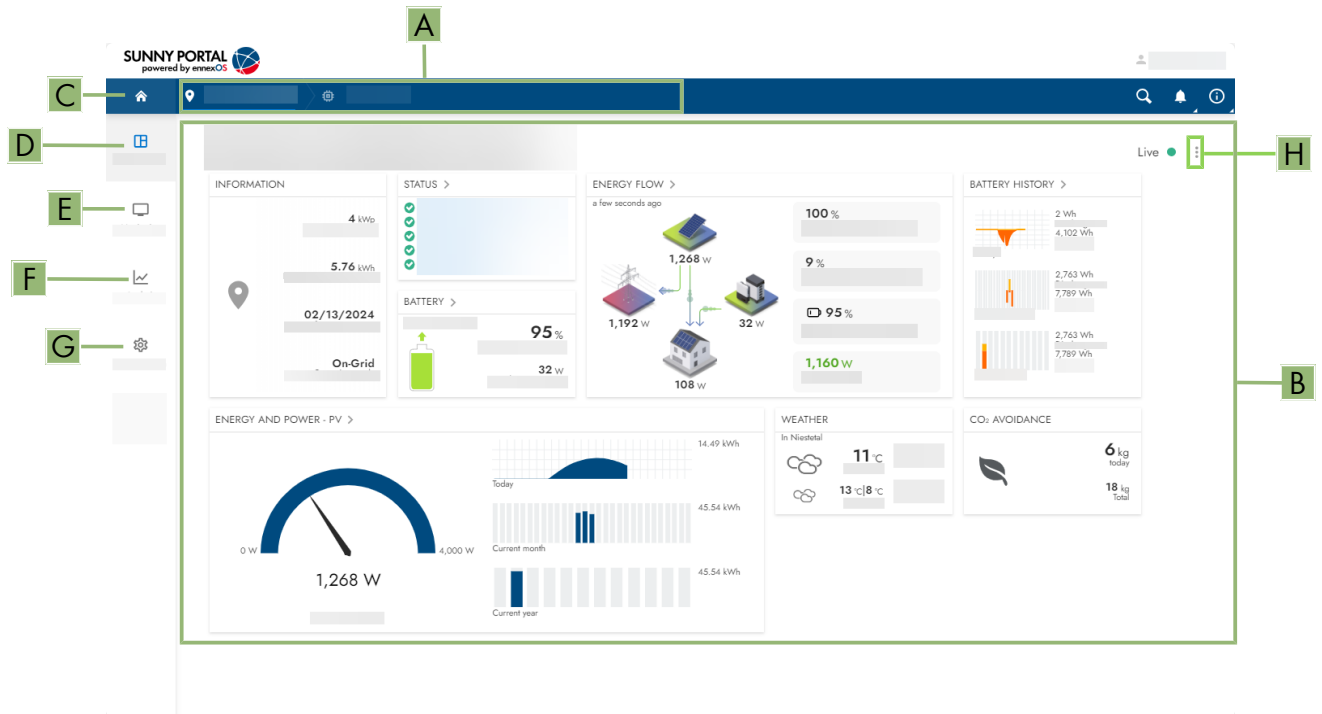 A
SUNNY PORTAL
powered by ennexOS
C
D
Live
H
INFORMATION
STATUS >
ENERGY FLOW >
BATTERY HISTORY >
E
a few seconds ago
4 kWp
100 %
2 Wh
4,102 Wh
1,268 W
F
5.76 kWh
9 %
2,763 Wh
7,789 Wh
BATTERY >
02/13/2024
95 %
1,192 W
32 W
95 %
G
2,763 Wh
7,789 Wh
On-Grid
32 W
1,160 W
108 W
B
ENERGY AND POWER - PV >
WEATHER
CO₂ AVOIDANCE
14.49 kWh
In Niestetal
11 °C
6 kg
today
Today
13 °C|8 °C
18 kg
Total
45.54 kWh
0 W
4,000 W
Current month
1,268 W
45.54 kWh
Current year